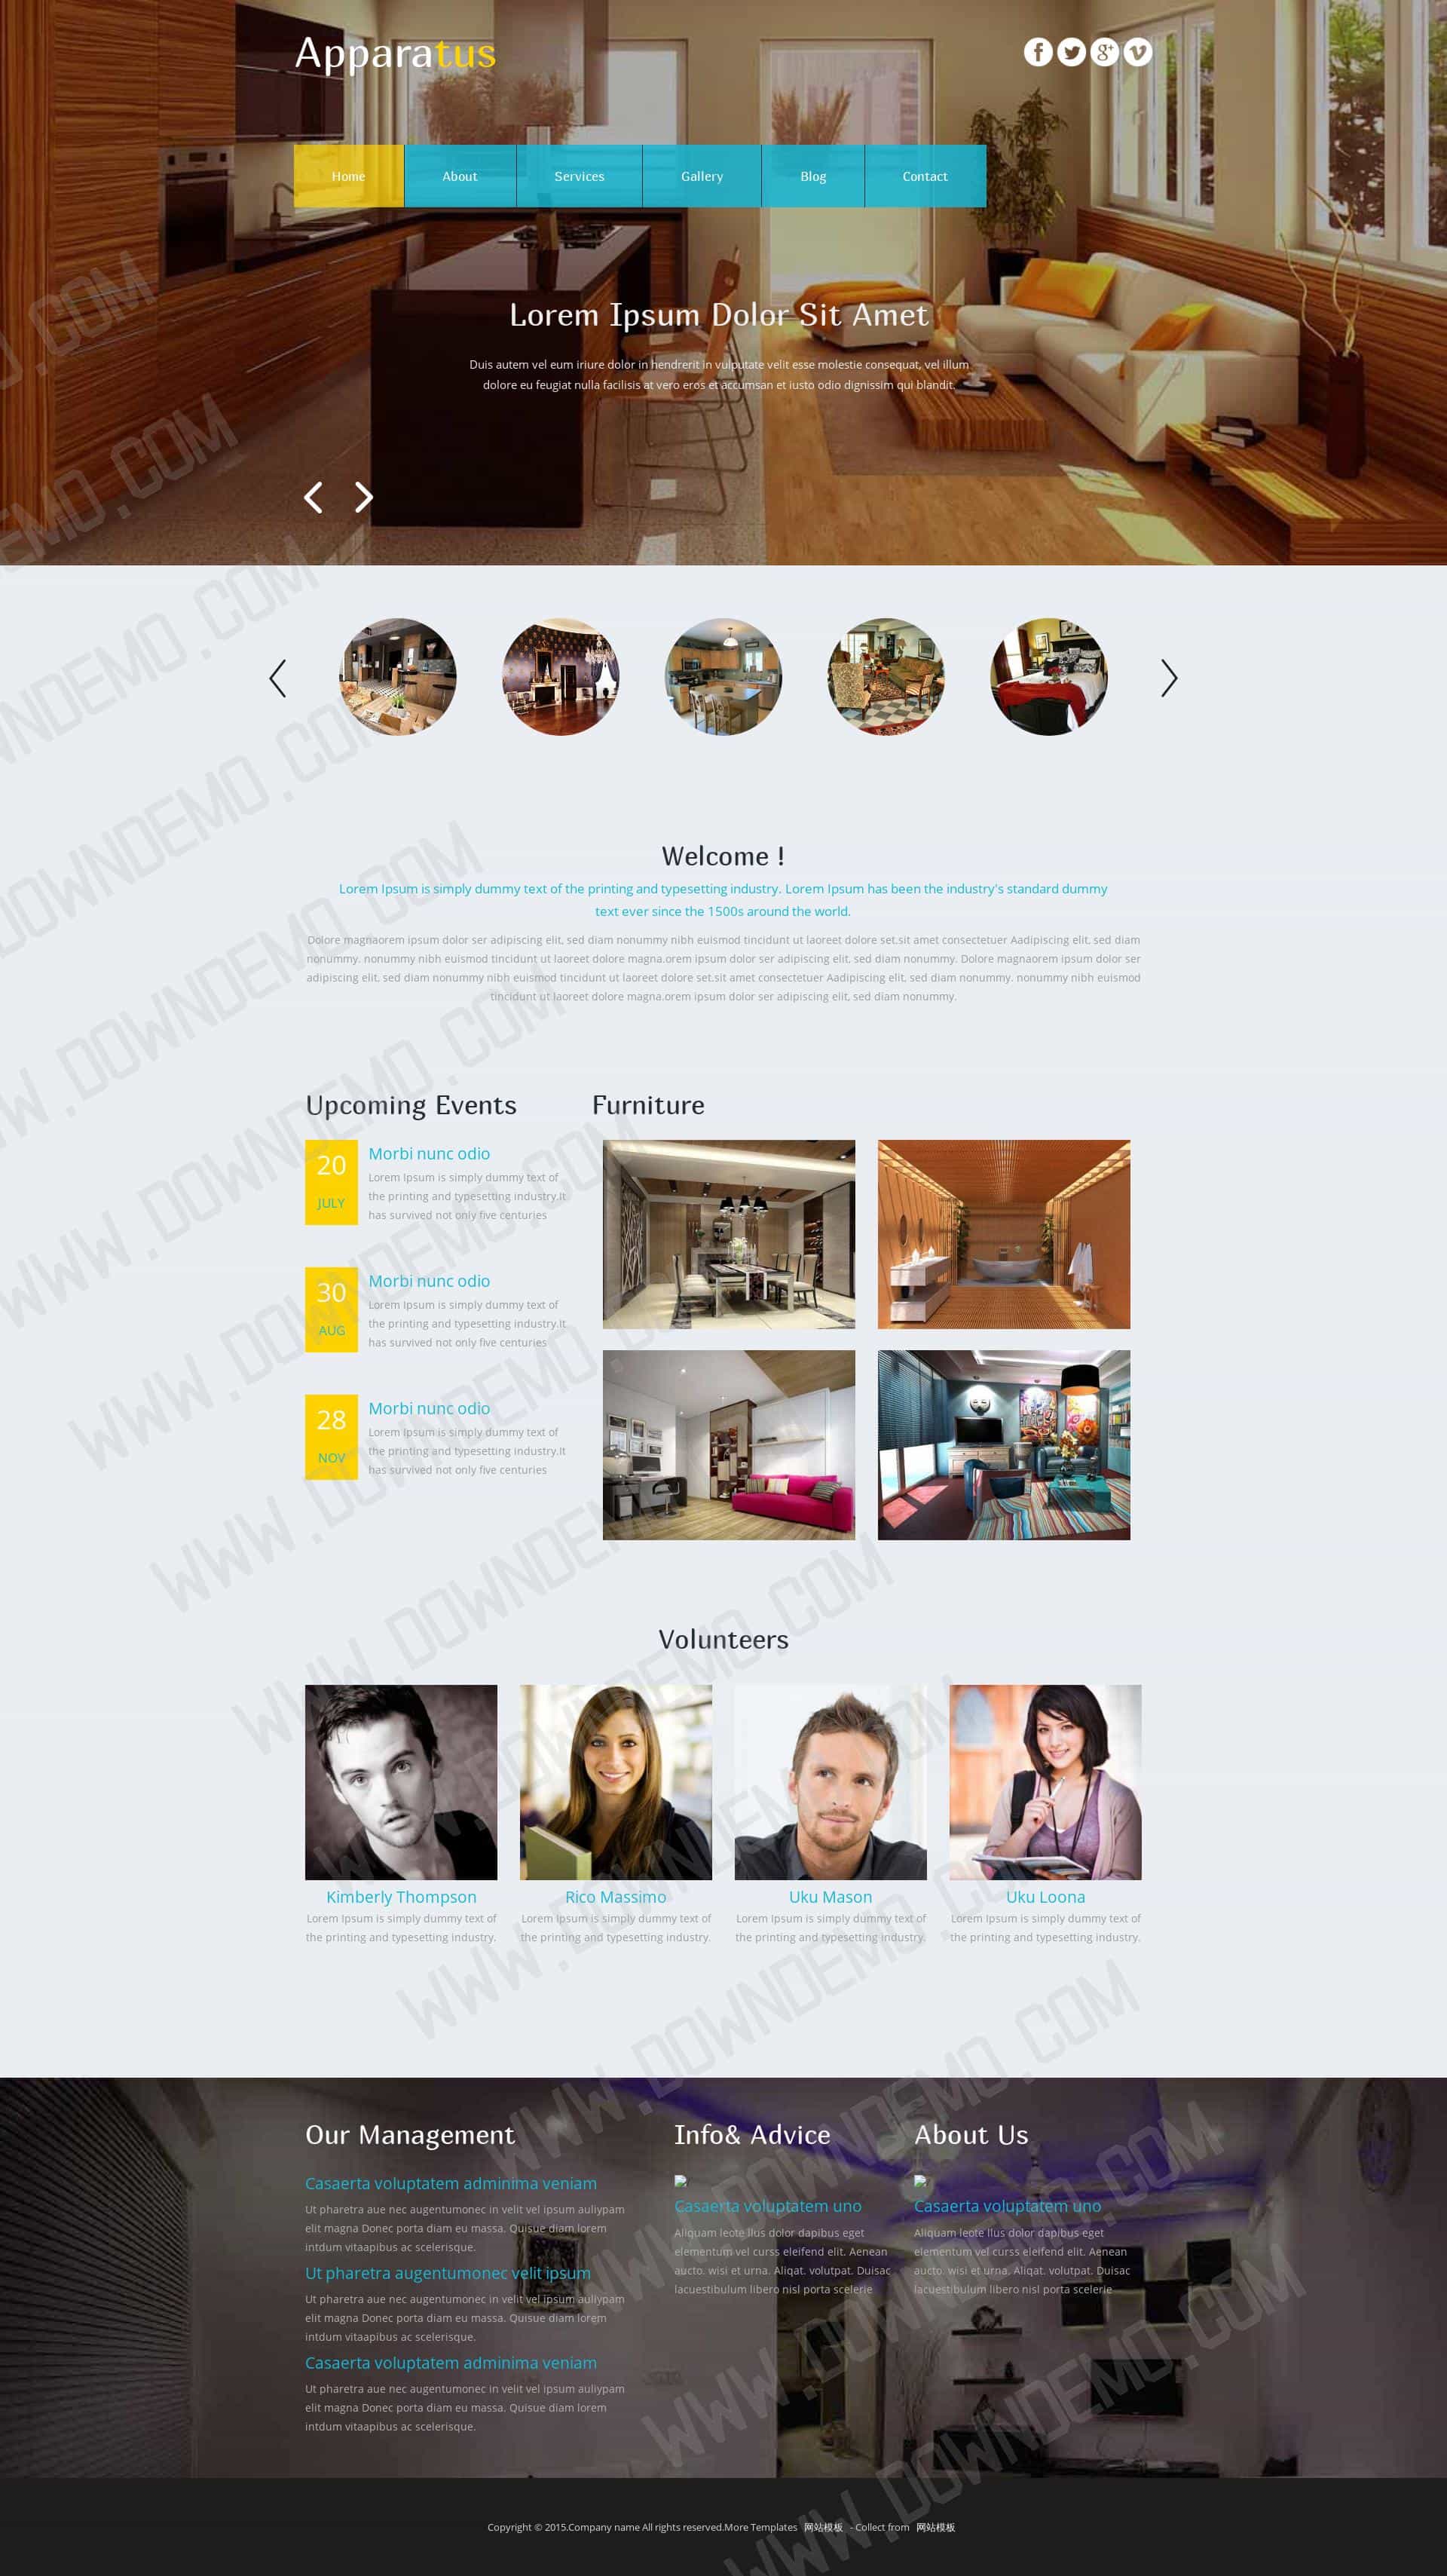 Apparatus
Home About Services Gallery Blog Contact
Lorem Ipsum Dolor Sit Amet
Duis autem vel eum iriure dolor in hendrerit in vulputate velit esse molestie consequat, vel illum
dolore eu feugiat nulla facilisis at vero eros et accumsan et iusto odio dignissim qui blandit.
Welcome !
Lorem Ipsum is simply dummy text of the printing and typesetting industry. Lorem Ipsum has been the industry's standard dummy
text ever since the 1500s around the world.
Dolore magnaorem ipsum dolor ser adipiscing elit, sed diam nonummy nibh euismod tincidunt ut laoreet dolore set,sit amet consectetuer Aadipiscing elit, sed diam
nonummy. nonummy nibh euismod tincidunt ut laoreet dolore magna.orem ipsum dolor ser adipiscing elit, sed diam nonummy. Dolore magnaorem ipsum dolor ser
adipiscing elit, sed diam nonummy nibh euismod tincidunt ut laoreet dolore set,sit amet consectetuer Aadipiscing elit, sed diam nonummy. nonummy nibh euismod
tincidunt ut laoreet dolore magna.orem ipsum dolor ser adipiscing elit, sed diam nonummy.
Upcoming Events
20
JULY
Morbi nunc odio
Lorem Ipsum is simply dummy text of
the printing and typesetting industry.It
has survived not only five centuries
30
AUG
Morbi nunc odio
Lorem Ipsum is simply dummy text of
the printing and typesetting industry.It
has survived not only five centuries
28
NOV
Morbi nunc odio
Lorem Ipsum is simply dummy text of
the printing and typesetting industry.It
has survived not only five centuries
Furniture
Volunteers
Kimberly Thompson
Lorem Ipsum is simply dummy text of
the printing and typesetting industry.
Rico Massimo
Lorem Ipsum is simply dummy text of
the printing and typesetting industry.
Uku Mason
Lorem Ipsum is simply dummy text of
the printing and typesetting industry.
Uku Loona
Lorem Ipsum is simply dummy text of
the printing and typesetting industry.
Our Management
Casaerta voluptatem adminima veniam
Ut pharetra aue nec augentumonec in velit vel ipsum auliypam
elit magna Donec porta diam eu massa. Quisue diam lorem
intdum vitaapibus ac scelerisque.
Ut pharetra augentumonec velit ipsum
Ut pharetra aue nec augentumonec in velit vel ipsum auliypam
elit magna Donec porta diam eu massa. Quisue diam lorem
intdum vitaapibus ac scelerisque.
Casaerta voluptatem adminima veniam
Ut pharetra aue nec augentumonec in velit vel ipsum auliypam
elit magna Donec porta diam eu massa. Quisue diam lorem
intdum vitaapibus ac scelerisque.
Info& Advice
Casaerta voluptatem uno
Aliquam leote llus dolor dapibus eget
elementum vel curss eleifend elit. Aenean
aucto. wisi et urna. Aliqat. volutpat. Duisac
lacuestibulum libero nisl porta scelerie
About Us
Casaerta voluptatem uno
Aliquam leote llus dolor dapibus eget
elementum vel curss eleifend elit. Aenean
aucto. wisi et urna. Aliqat. volutpat. Duisac
lacuestibulum libero nisl porta scelerie
Copyright © 2015.Company name All rights reserved.More Templates 网站模板 - Collect from 网站模板
WWW.DOWNDEMO.COM